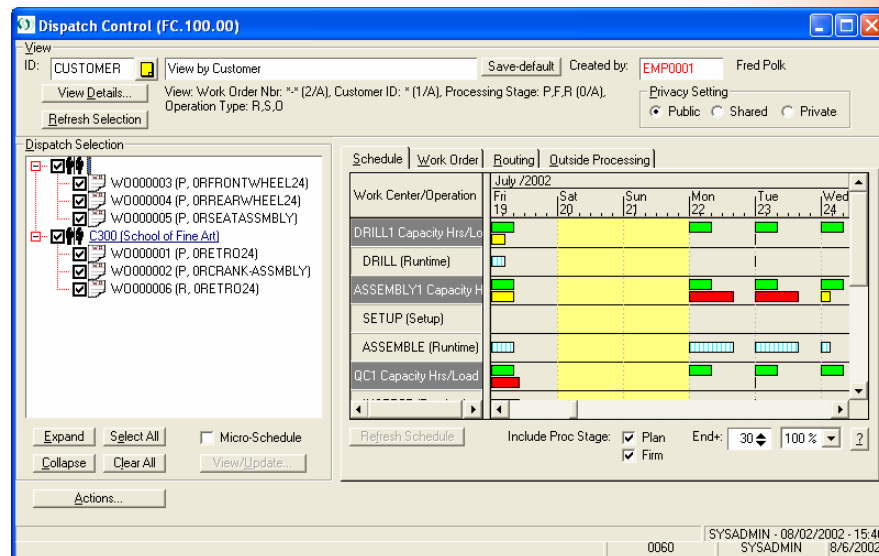 Dispatch Control (FC.100.00)
View
ID: CUSTOMER View by Customer Save-default Created by: EMP0001 Fred Polk
View Details... View: Work Order Nbr: *-* (2/A), Customer ID: * (1/A), Processing Stage: P,F,R (0/A), Operation Type: R,S,O
Refresh Selection
Privacy Setting
Public Shared Private
Dispatch Selection
WO000003 (P, 0RFRONTWHEEL24)
WO000004 (P, 0RREARWHEEL24)
WO000005 (P, 0RSEATASSMBLY)
C300 (School of Fine Art)
WO000001 (P, 0RETRO24)
WO000002 (P, 0RCRANK-ASSMBLY)
WO000006 (R, 0RETRO24)
Expand Select All Micro-Schedule
Collapse Clear All View/Update...
Actions...
Schedule Work Order Routing Outside Processing
Work Center/Operation
July /2002
Fri Sat Sun Mon Tue Wed
19 20 21 22 23 24
DRILL1 Capacity Hrs/Lo
DRILL (Runtime)
ASSEMBLY1 Capacity H
SETUP (Setup)
ASSEMBLE (Runtime)
QC1 Capacity Hrs/Load
Refresh Schedule Include Proc Stage: Plan End+: 30 100 % ?
Firm
SYSADMIN - 08/02/2002 - 15:4
0060 SYSADMIN 8/6/2002